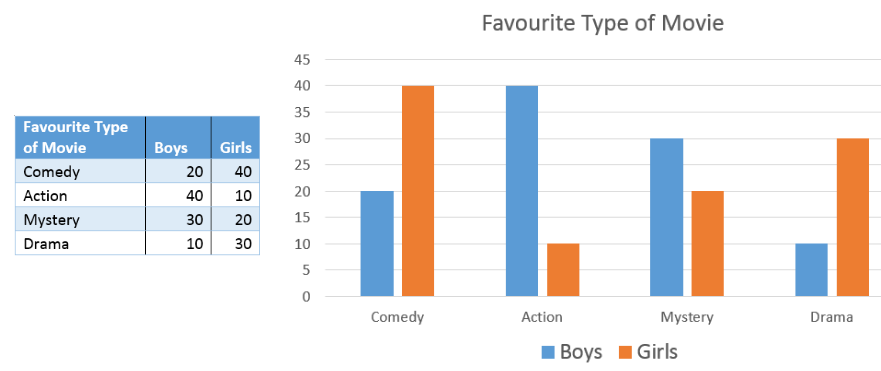 Favourite Type
of Movie Boys Girls
Comedy 20 40
Action 40 10
Mystery 30 20
Drama 10 30
Favourite Type of Movie
45
40
35
30
25
20
15
10
5
0
Comedy Action Mystery Drama
Boys Girls